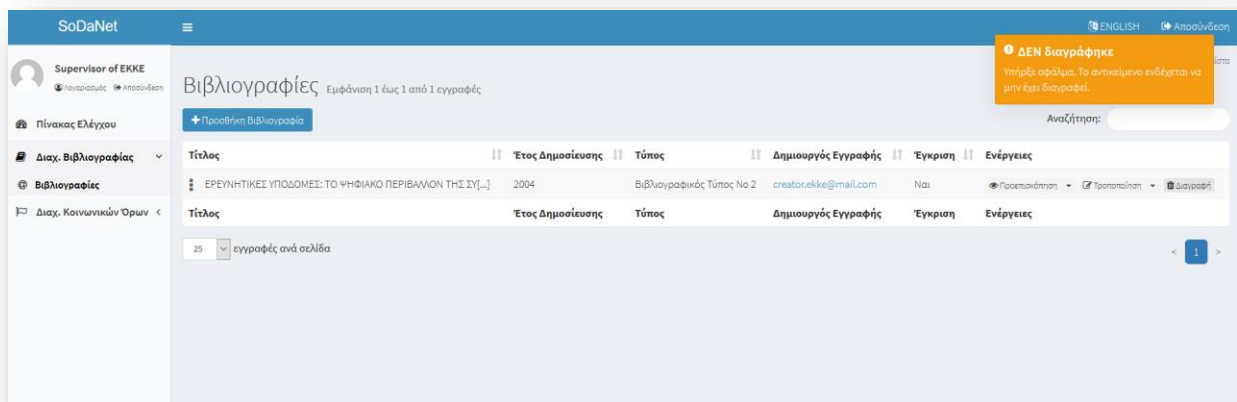 SoDaNet
ENGLISH Αποσύνδεση
Supervisor of EKKE
Λογαριασμός Αποσύνδεση
ΔΕΝ διαγράφηκε
Υπήρξε σφάλμα. Το αντικείμενο ενδέχεται να
μην έχει διαγραφεί.
Βιβλιογραφίες Εμφάνιση 1 έως 1 από 1 εγγραφές
Πίνακας Ελέγχου
Διαχ. Βιβλιογραφίας
@ Βιβλιογραφίες
Διαχ. Κοινωνικών Όρων <
+ Προσθήκη Βιβλιογραφία
Αναζήτηση:
Τίτλος Έτος Δημοσίευσης Τύπος Δημιουργός Εγγραφής Έγκριση Ενέργειες
ΕΡΕΥΝΗΤΙΚΕΣ ΥΠΟΔΟΜΕΣ: ΤΟ ΨΗΦΙΑΚΟ ΠΕΡΙΒΑΛΛΟΝ ΤΗΣ ΣΥ[...] 2004 Βιβλιογραφικός Τύπος Νο 2 creator.ekke@mail.com Ναι Προεπισκόπηση Τροποποίηση Διαγραφή
Τίτλος Έτος Δημοσίευσης Τύπος Δημιουργός Εγγραφής Έγκριση Ενέργειες
25 εγγραφές ανά σελίδα
< 1 >